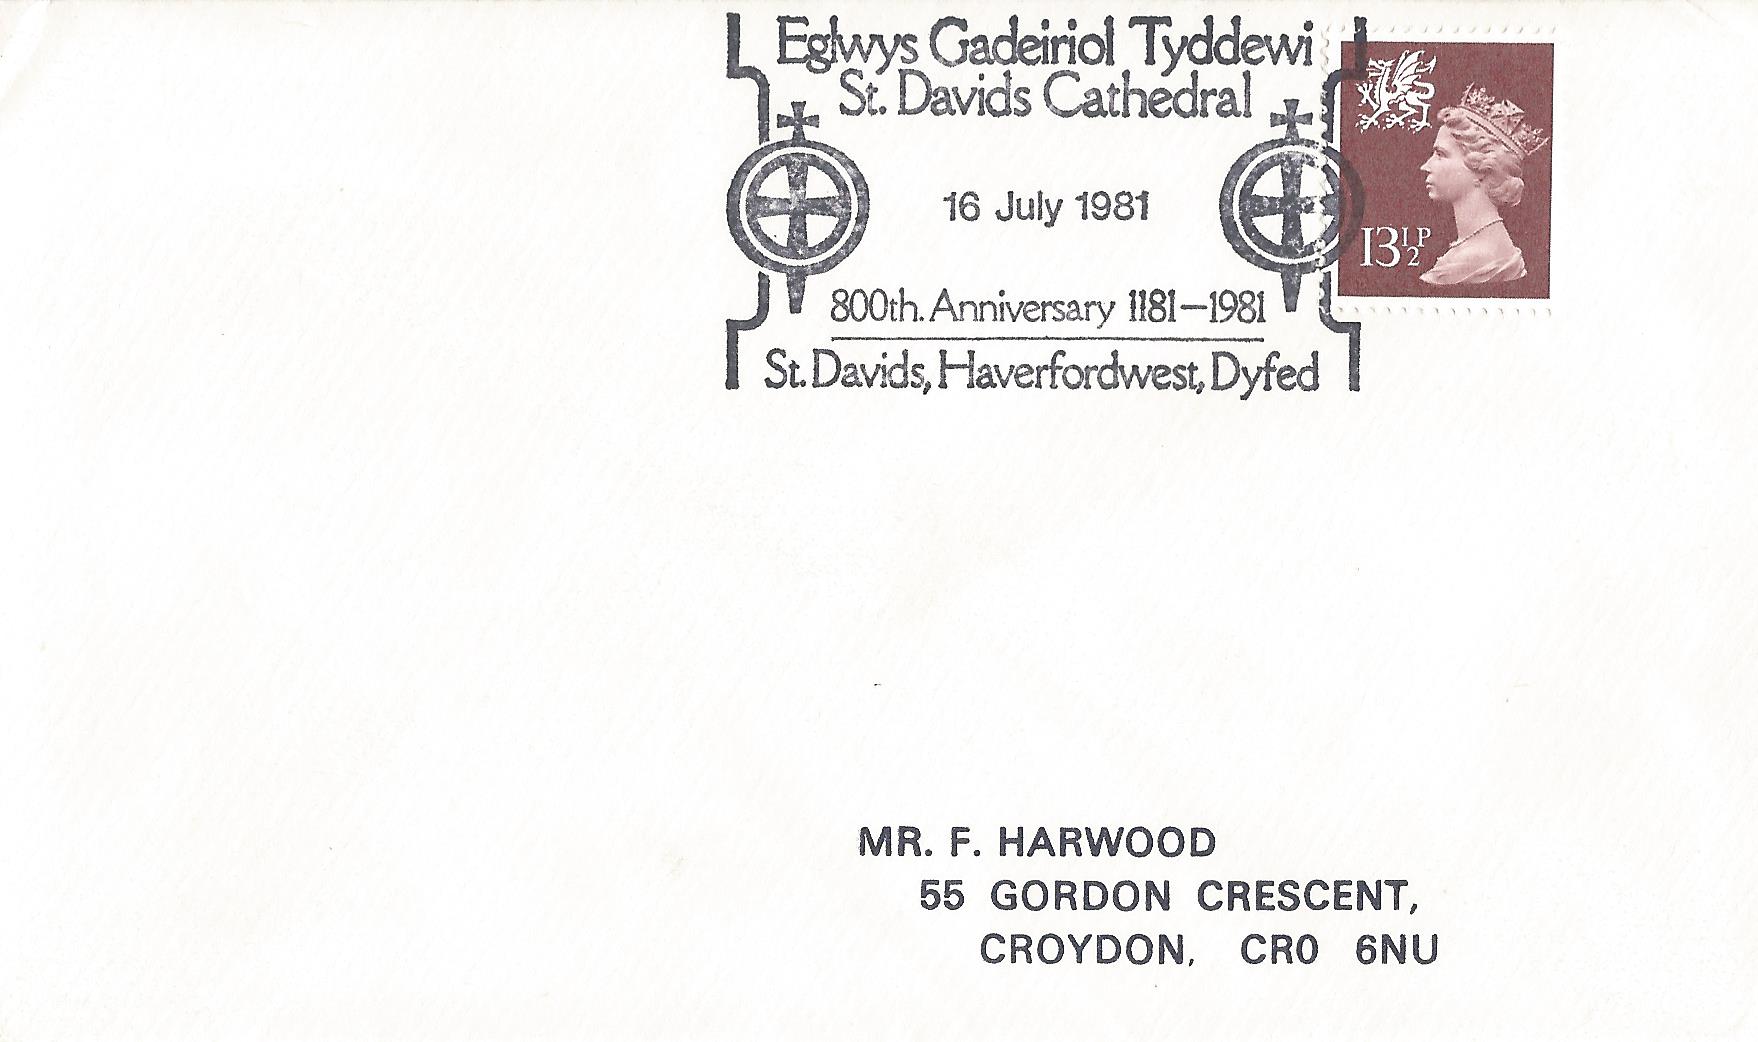 Eglwys Gadeiriol Tyddewi
St. Davids Cathedral
16 July 1981
800th. Anniversary 1181–1981
St. Davids, Haverfordwest, Dyfed
13½P
MR. F. HARWOOD
55 GORDON CRESCENT,
CROYDON, CR0 6NU